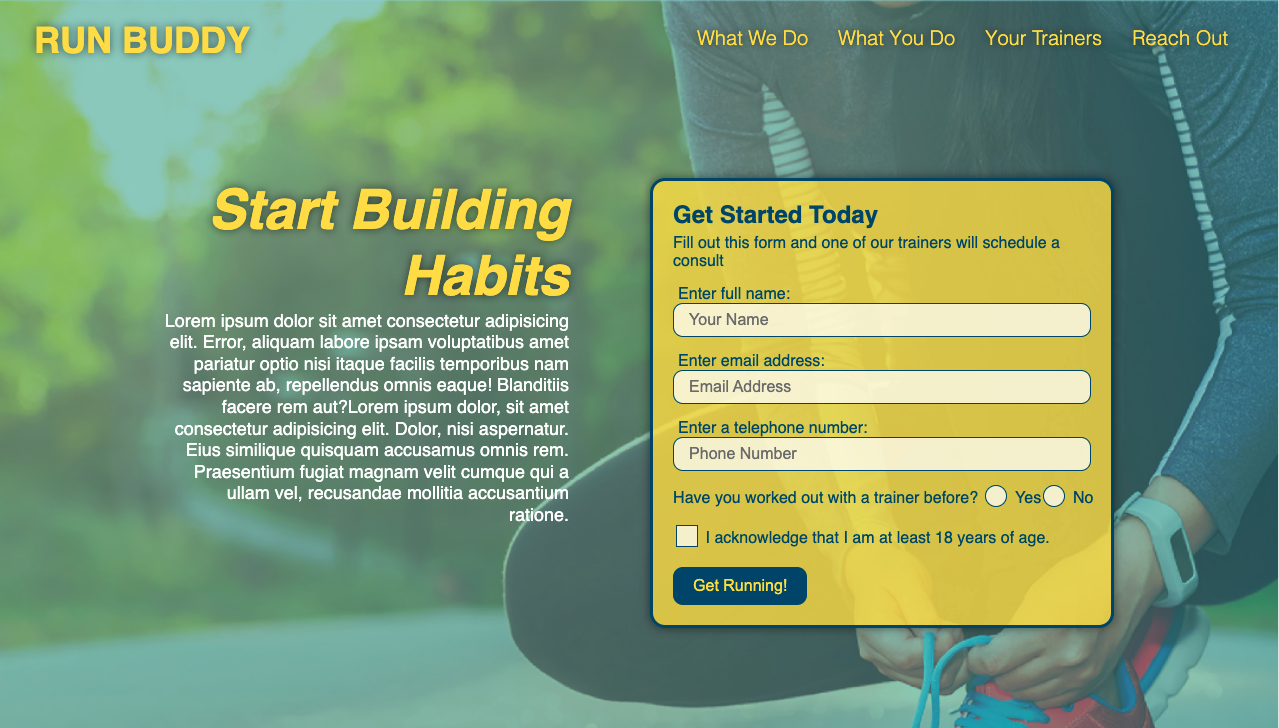 RUN BUDDY
What We Do What You Do Your Trainers Reach Out
Start Building
Habits
Lorem ipsum dolor sit amet consectetur adipisicing
elit. Error, aliquam labore ipsam voluptatibus amet
pariatur optio nisi itaque facilis temporibus nam
sapiente ab, repellendus omnis eaque! Blanditiis
facere rem aut?Lorem ipsum dolor, sit amet
consectetur adipisicing elit. Dolor, nisi aspernatur.
Eius similique quisquam accusamus omnis rem.
Praesentium fugiat magnam velit cumque qui a
ullam vel, recusandae mollitia accusantium
ratione.
Get Started Today
Fill out this form and one of our trainers will schedule a
consult
Enter full name:
Your Name
Enter email address:
Email Address
Enter a telephone number:
Phone Number
Have you worked out with a trainer before? Yes No
I acknowledge that I am at least 18 years of age.
Get Running!